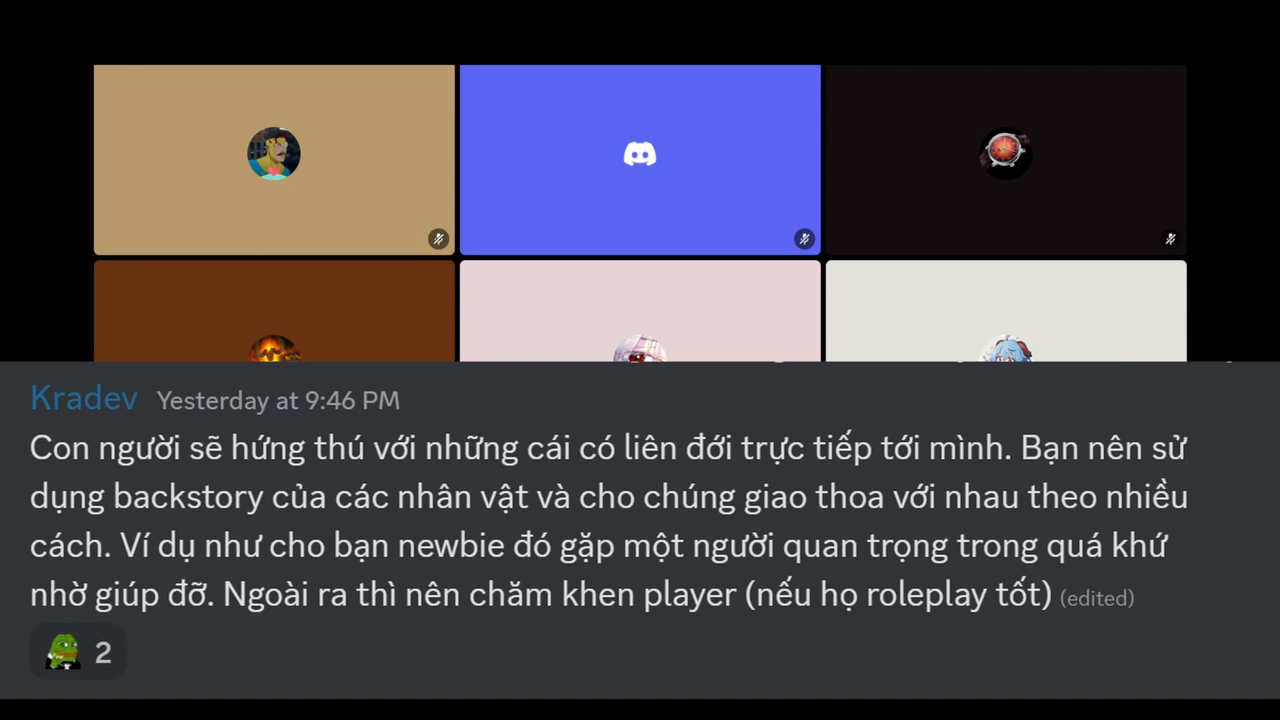 Kradev Yesterday at 9:46 PM
Con người sẽ hứng thú với những cái có liên đới trực tiếp tới mình. Bạn nên sử
dụng backstory của các nhân vật và cho chúng giao thoa với nhau theo nhiều
cách. Ví dụ như cho bạn newbie đó gặp một người quan trọng trong quá khứ
nhờ giúp đỡ. Ngoài ra thì nên chăm khen player (nếu họ roleplay tốt) (edited)
2